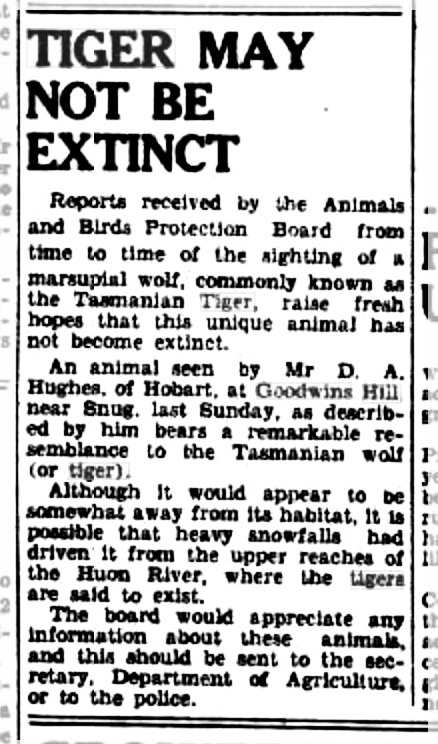 TIGER MAY
NOT BE
EXTINCT
Reports received by the Animals
and Birds Protection Board from
time to time of the sighting of a
marsupial wolf, commonly known as
the Tasmanian Tiger, raise fresh
hopes that this unique animal has
not become extinct.
An animal seen by Mr D. A.
Hughes, of Hobart, at Goodwins Hill
near Snug, last Sunday, as describ-
ed by him bears a remarkable re-
semblance to the Tasmanian wolf
(or tiger).
Although it would appear to be
somewhat away from its habitat, it is
possible that heavy snowfalls had
driven it from the upper reaches of
the Huon River, where the tigers
are said to exist.
The board would appreciate any
information about these animals,
and this should be sent to the sec-
retary, Department of Agriculture,
or to the police.